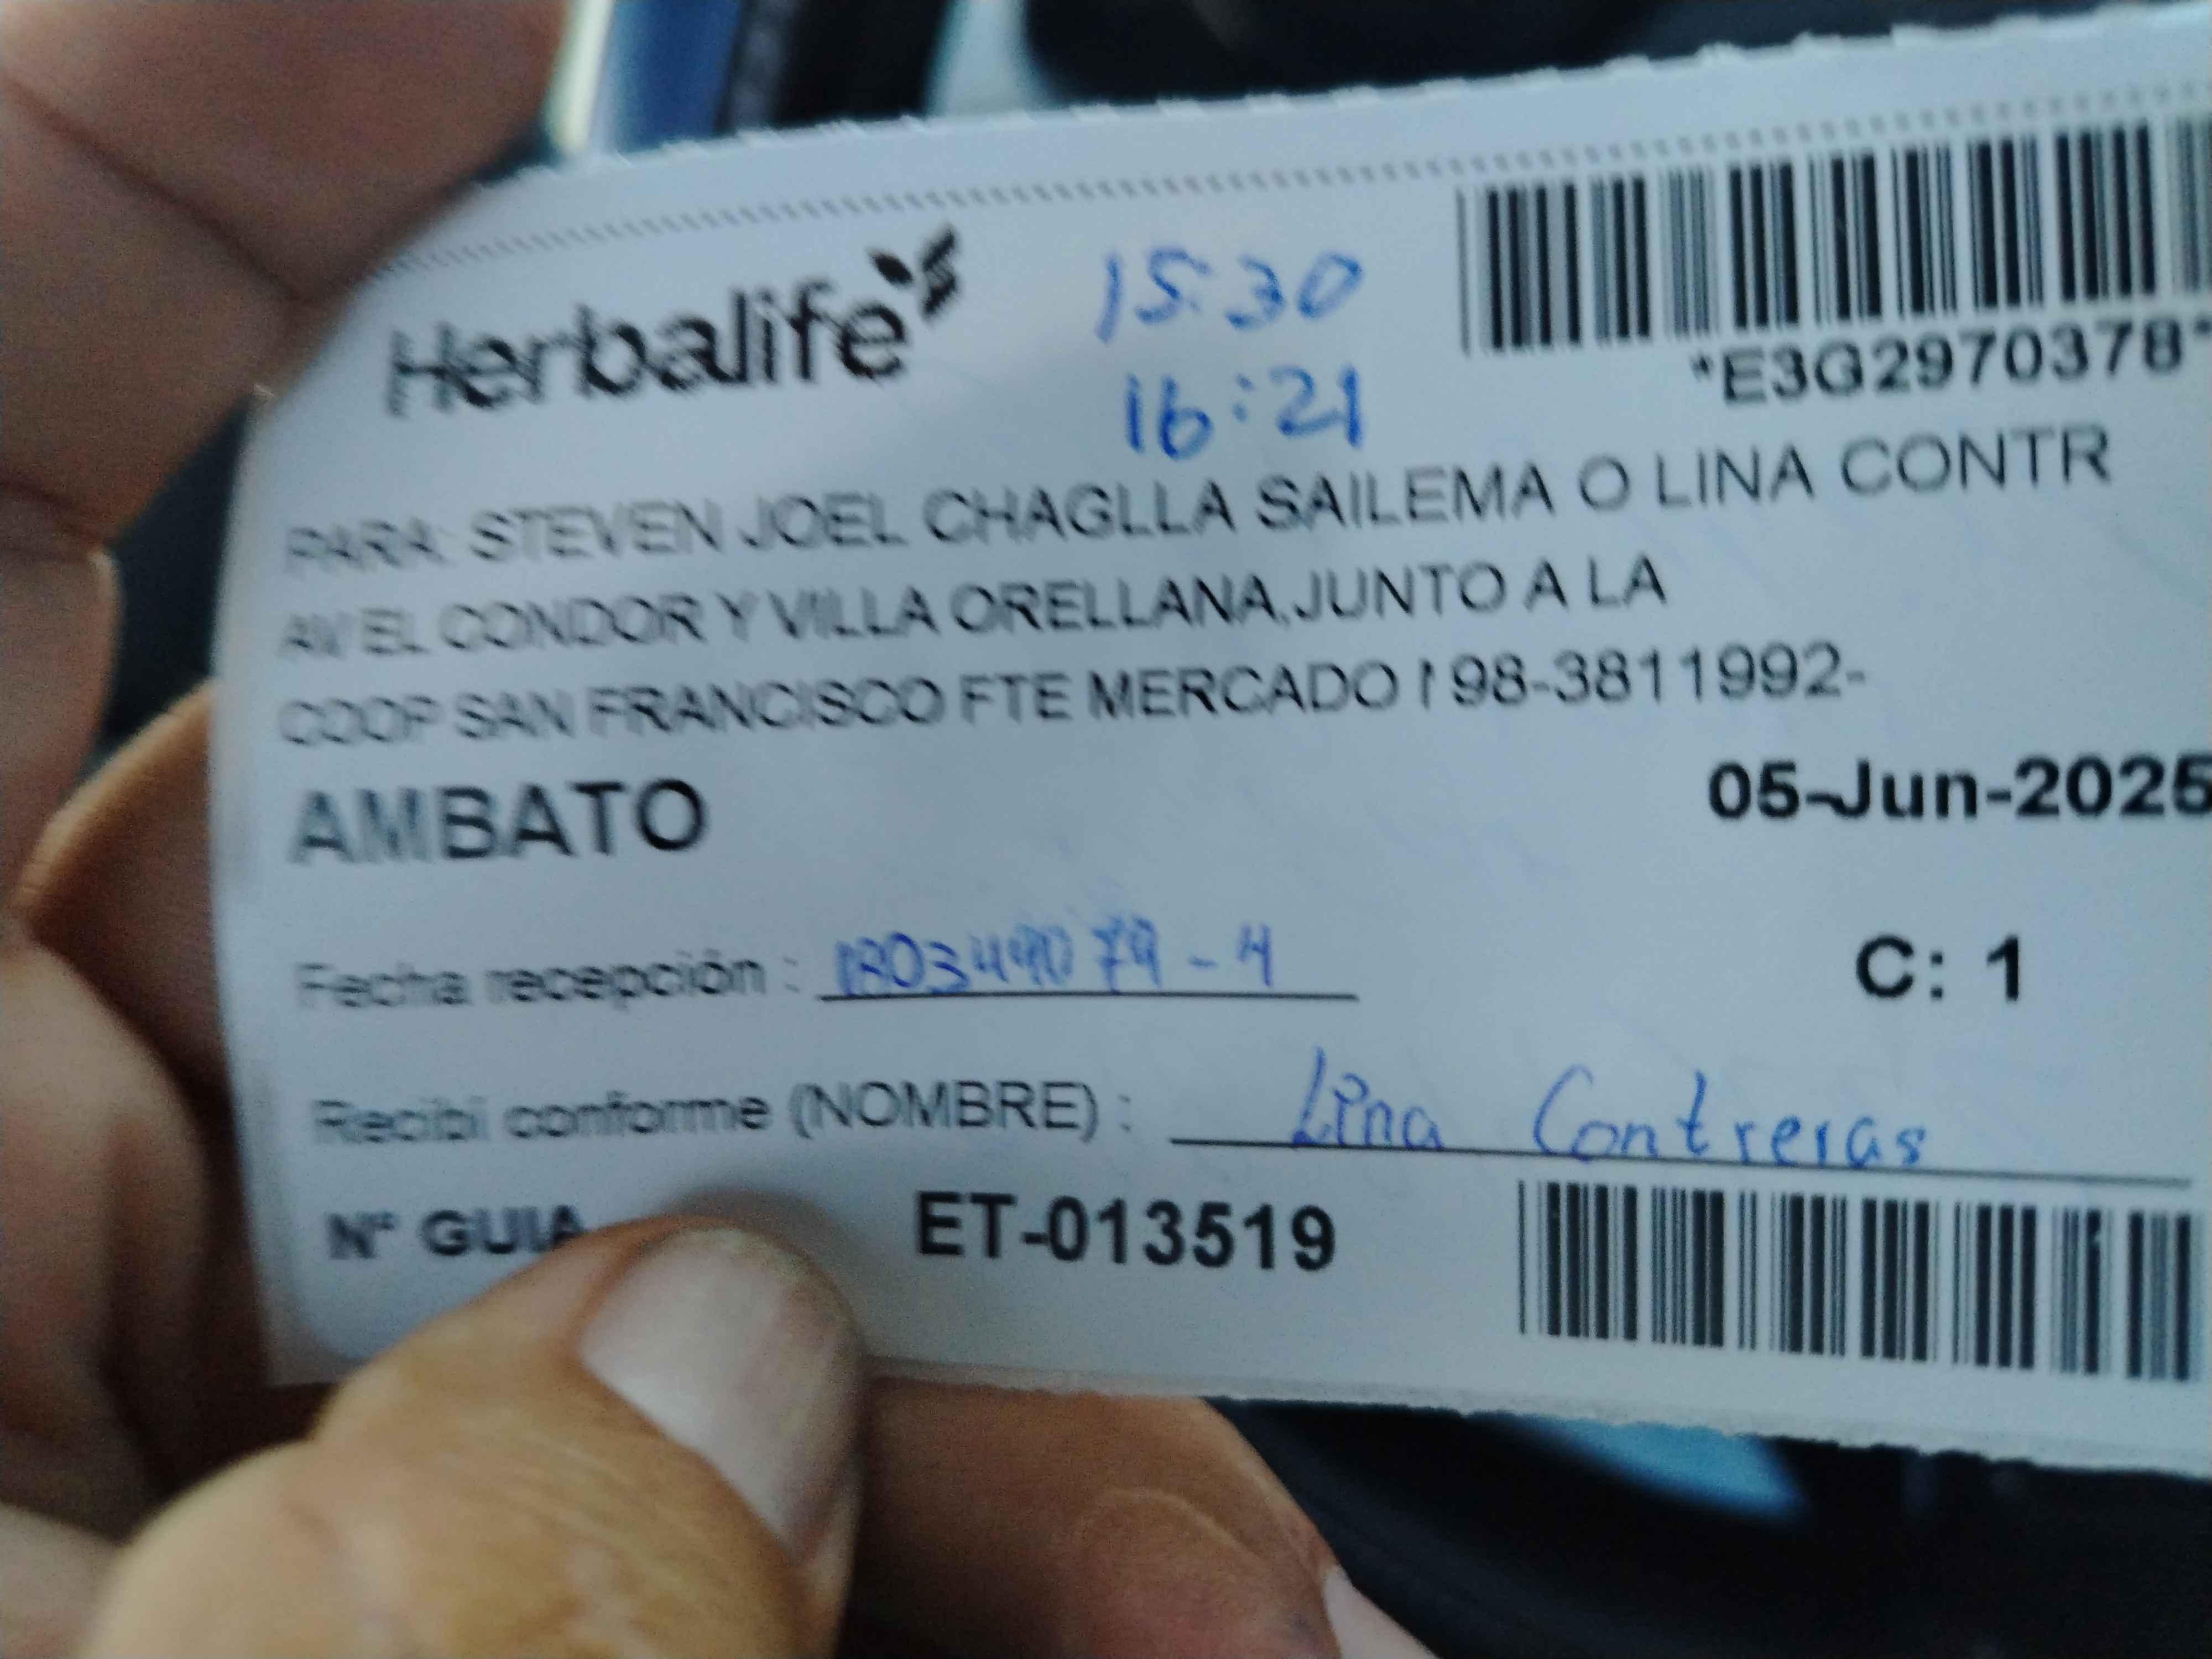 Herbalife
15:30
16:21
*E3G2970378*
PARA: STEVEN JOEL CHAGLLA SAILEMA O LINA CONTR
AV EL CONDOR Y VILLA ORELLANA,JUNTO A LA
COOP SAN FRANCISCO FTE MERCADO 98-3811992-
AMBATO
05-Jun-2025
Fecha recepción : 180349079-4
C: 1
Recibí conforme (NOMBRE) : Lina Contreras
N° GUIA ET-013519